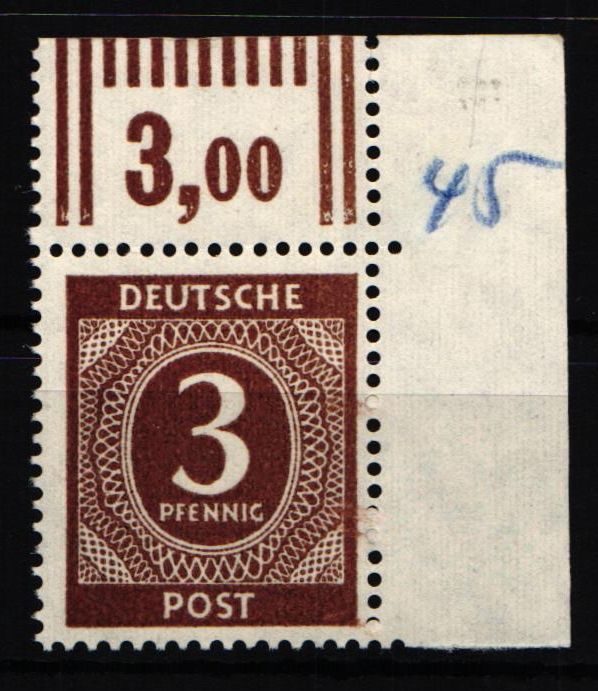 3,00
45
DEUTSCHE
3
PFENNIG
POST